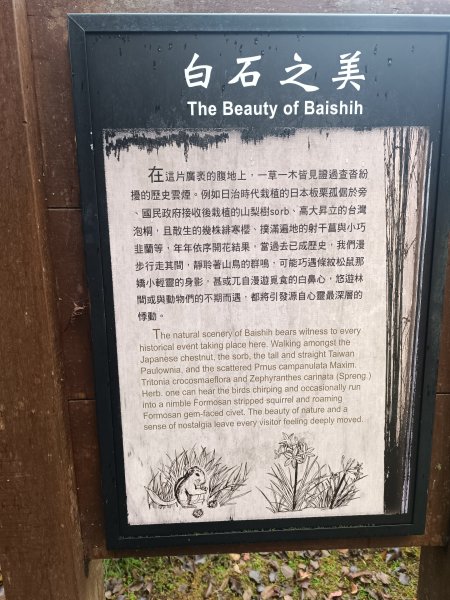 白石之美
The Beauty of Baishih
在這片廣袤的腹地上，一草一木皆見證過杳沓紛
擾的歷史雲煙。例如日治時代栽植的日本板栗孤倨於旁
、國民政府接收後栽植的山梨樹sorb、高大昇立的台灣
泡桐，且散生的幾株緋寒櫻，撲滿遍地的射干菖與小巧
韭蘭等，年年依序開花結果，當過去已成歷史，我們漫
步行走其間，靜聆著山鳥的群鳴，可能巧遇條紋松鼠那
嬌小輕靈的身影，甚或兀自漫遊覓食的白鼻心，悠遊林
間或與動物們的不期而遇，都將引發源自心靈最深層的
悸動。
The natural scenery of Baishih bears witness to every
historical event taking place here. Walking amongst the
Japanese chestnut, the sorb, the tall and straight Taiwan
Paulownia, and the scattered Prnus campanulata Maxim.
Tritonia crocosmaeflora and Zephyranthes carinata (Spreng.)
Herb. one can hear the birds chirping and occasionally run
into a nimble Formosan stripped squirrel and roaming
Formosan gem-faced civet. The beauty of nature and a
sense of nostalgia leave every visitor feeling deeply moved.